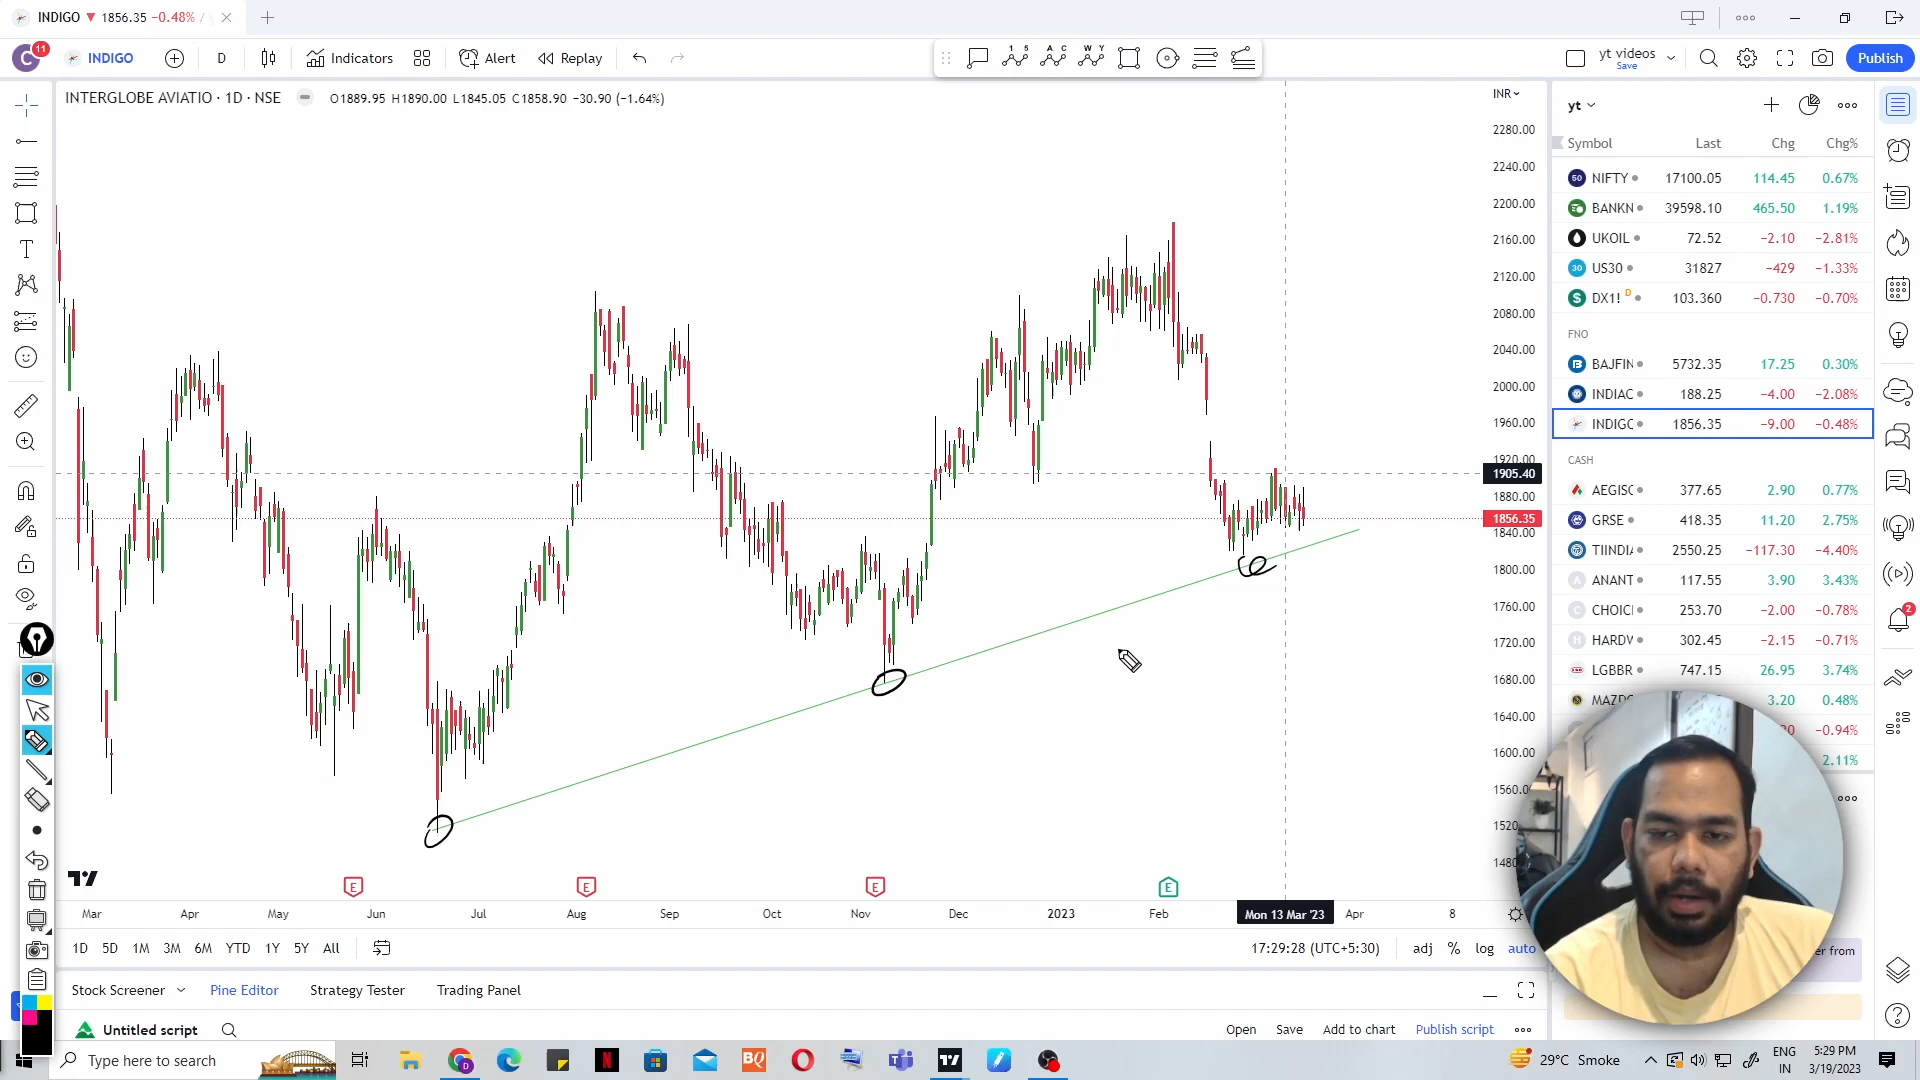 INDIGO ▼ 1856.35 −0.48% /
C 11 INDIGO D Indicators Alert Replay
1 5 A C W Y
yt videos
Save
Publish
INTERGLOBE AVIATIO · 1D · NSE O1889.95 H1890.00 L1845.05 C1858.90 −30.90 (−1.64%)
INR
2280.00
2240.00
2200.00
2160.00
2120.00
2080.00
2040.00
2000.00
1960.00
1920.00
1905.40
1880.00
1856.35
1840.00
1800.00
1760.00
1720.00
1680.00
1640.00
1600.00
1560.00
E E E E
Mar Apr May Jun Jul Aug Sep Oct Nov Dec 2023 Feb Mon 13 Mar '23 Apr 8
1D 5D 1M 3M 6M YTD 1Y 5Y All 17:29:28 (UTC+5:30) adj % log auto
Stock Screener Pine Editor Strategy Tester Trading Panel
Untitled script Open Save Add to chart Publish script
yt
Symbol Last Chg Chg%
50 NIFTY 17100.05 114.45 0.67%
BANKN 39598.10 465.50 1.19%
UKOIL 72.52 −2.10 −2.81%
30 US30 31827 −429 −1.33%
DX1! D 103.360 −0.730 −0.70%
FNO
BAJFIN 5732.35 17.25 0.30%
INDIAC 188.25 −4.00 −2.08%
INDIGC 1856.35 −9.00 −0.48%
CASH
AEGISC 377.65 2.90 0.77%
GRSE 418.35 11.20 2.75%
TIINDIA 2550.25 −117.30 −4.40%
A ANANT 117.55 3.90 3.43%
C CHOICI 253.70 −2.00 −0.78%
H HARDV 302.45 −2.15 −0.71%
LGBBR 747.15 26.95 3.74%
3.20 0.48%
−0.94%
2.11%
from
2
Type here to search
BQ
29°C Smoke ENG IN 5:29 PM 3/19/2023